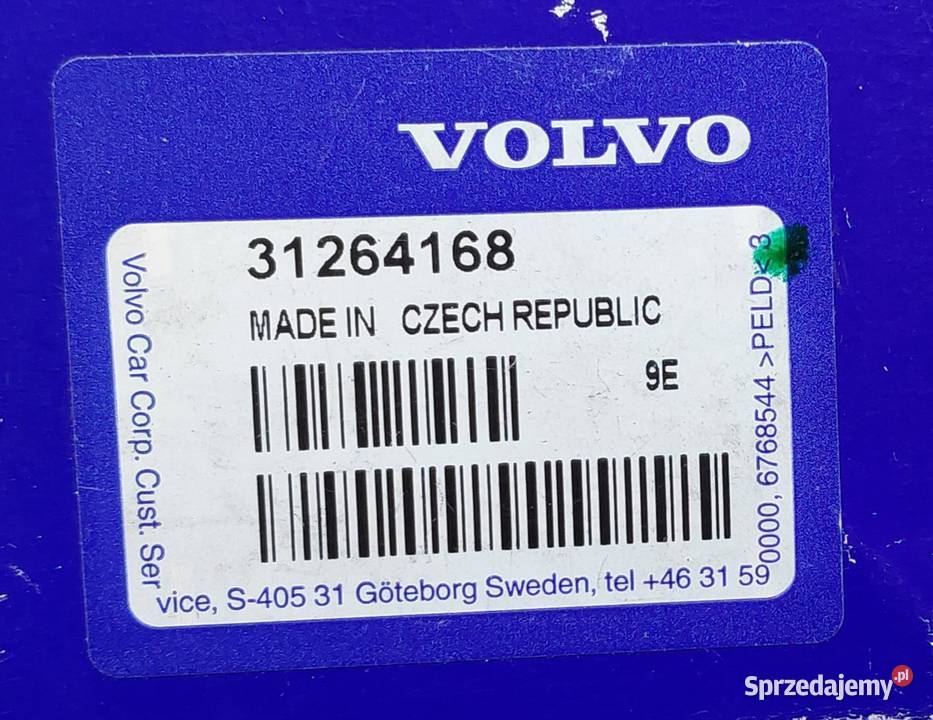 VOLVO
31264168
MADE IN CZECH REPUBLIC
9E
Volvo Car Corp. Cust. Ser
vice, S-405 31 Göteborg Sweden, tel +46 31 59
0000, 6768544 >PELD< 3
Sprzedajemy.pl